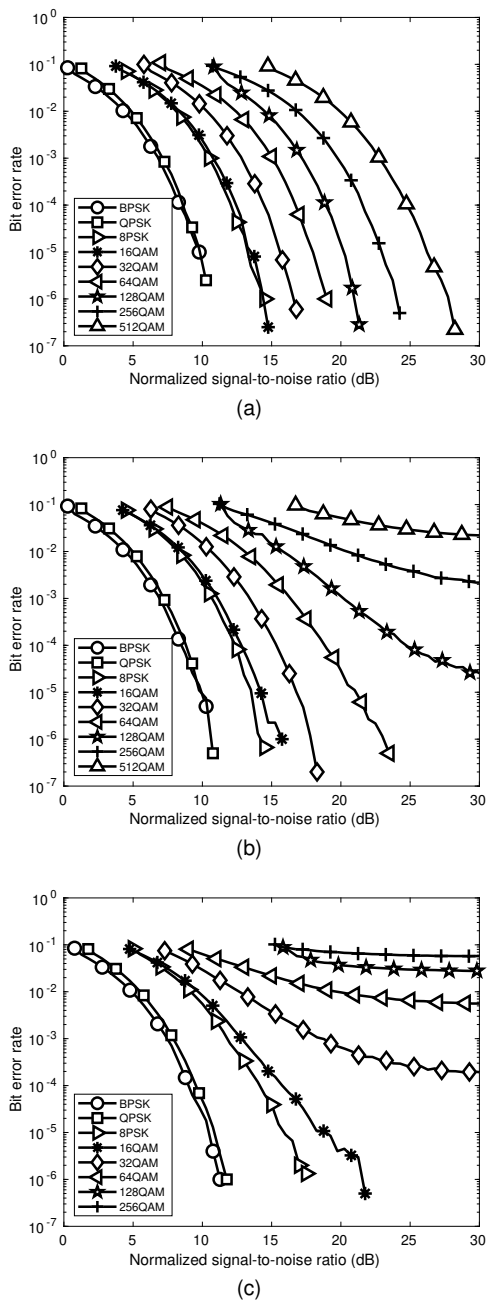 10^0
10^-1
10^-2
10^-3
10^-4
10^-5
10^-6
10^-7
Bit error rate
BPSK
QPSK
8PSK
16QAM
32QAM
64QAM
128QAM
256QAM
512QAM
0 5 10 15 20 25 30
Normalized signal-to-noise ratio (dB)
(a)
10^0
10^-1
10^-2
10^-3
10^-4
10^-5
10^-6
10^-7
Bit error rate
BPSK
QPSK
8PSK
16QAM
32QAM
64QAM
128QAM
256QAM
512QAM
0 5 10 15 20 25 30
Normalized signal-to-noise ratio (dB)
(b)
10^0
10^-1
10^-2
10^-3
10^-4
10^-5
10^-6
10^-7
Bit error rate
BPSK
QPSK
8PSK
16QAM
32QAM
64QAM
128QAM
256QAM
0 5 10 15 20 25 30
Normalized signal-to-noise ratio (dB)
(c)